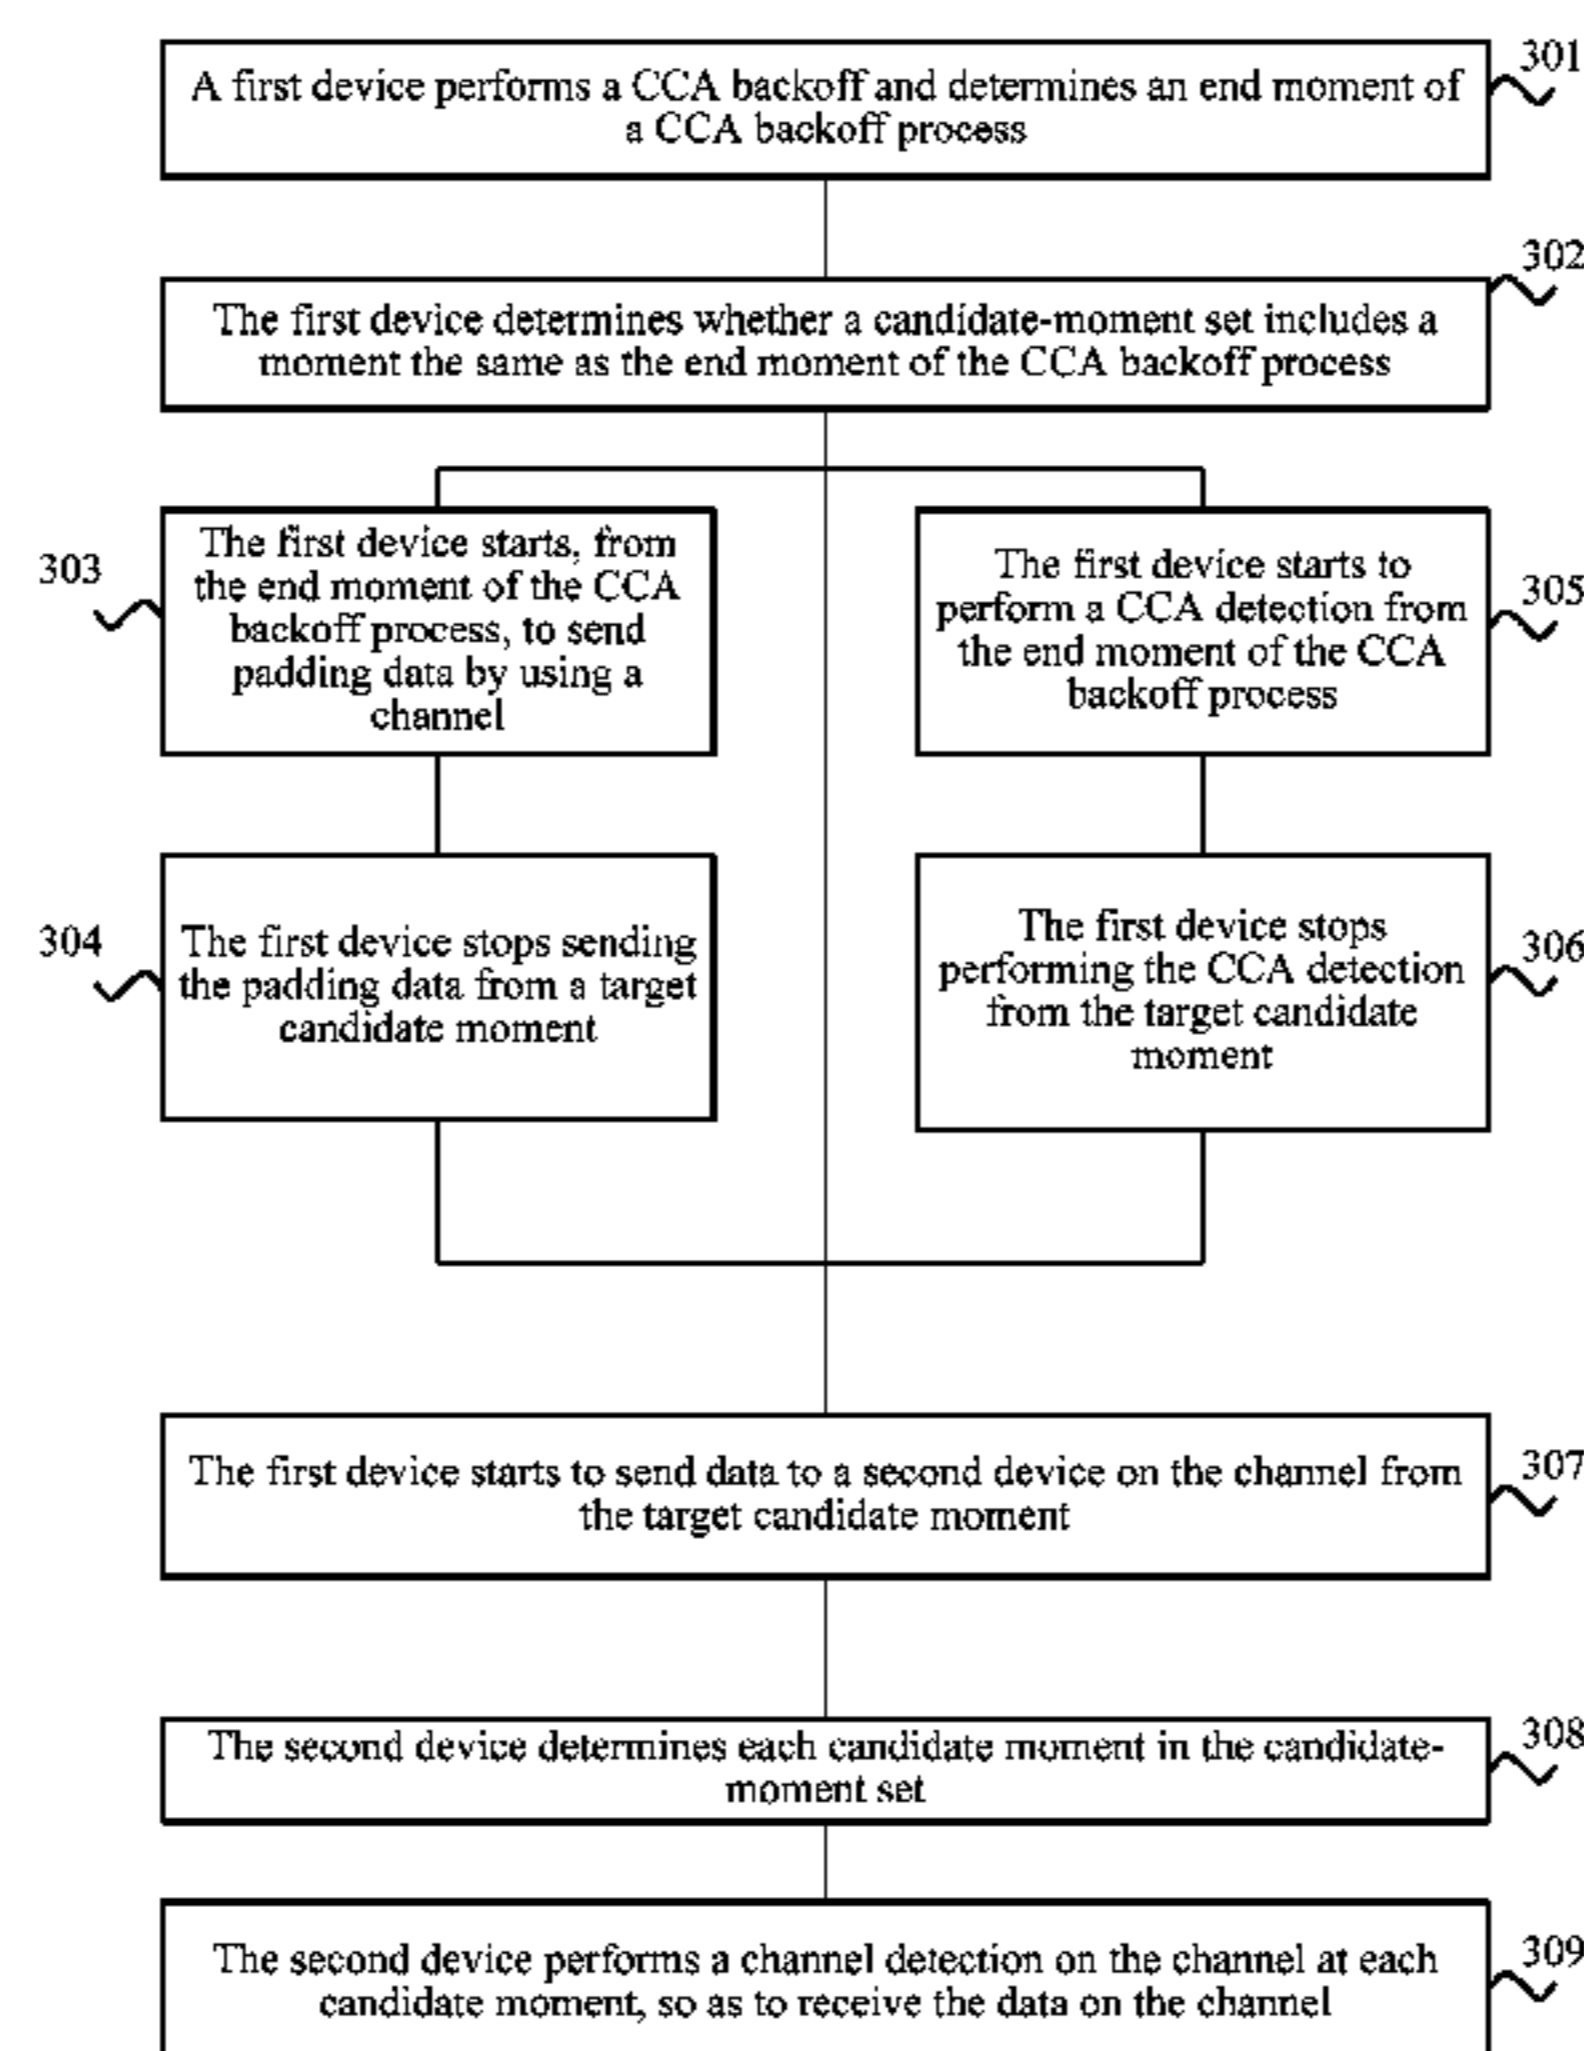 A first device performs a CCA backoff and determines an end moment of
a CCA backoff process
301
The first device determines whether a candidate-moment set includes a
moment the same as the end moment of the CCA backoff process
302
303
The first device starts, from
the end moment of the CCA
backoff process, to send
padding data by using a
channel
The first device starts to
perform a CCA detection from
the end moment of the CCA
backoff process
305
304
The first device stops sending
the padding data from a target
candidate moment
The first device stops
performing the CCA detection
from the target candidate
moment
306
The first device starts to send data to a second device on the channel from
the target candidate moment
307
The second device determines each candidate moment in the candidate-
moment set
308
The second device performs a channel detection on the channel at each
candidate moment, so as to receive the data on the channel
309